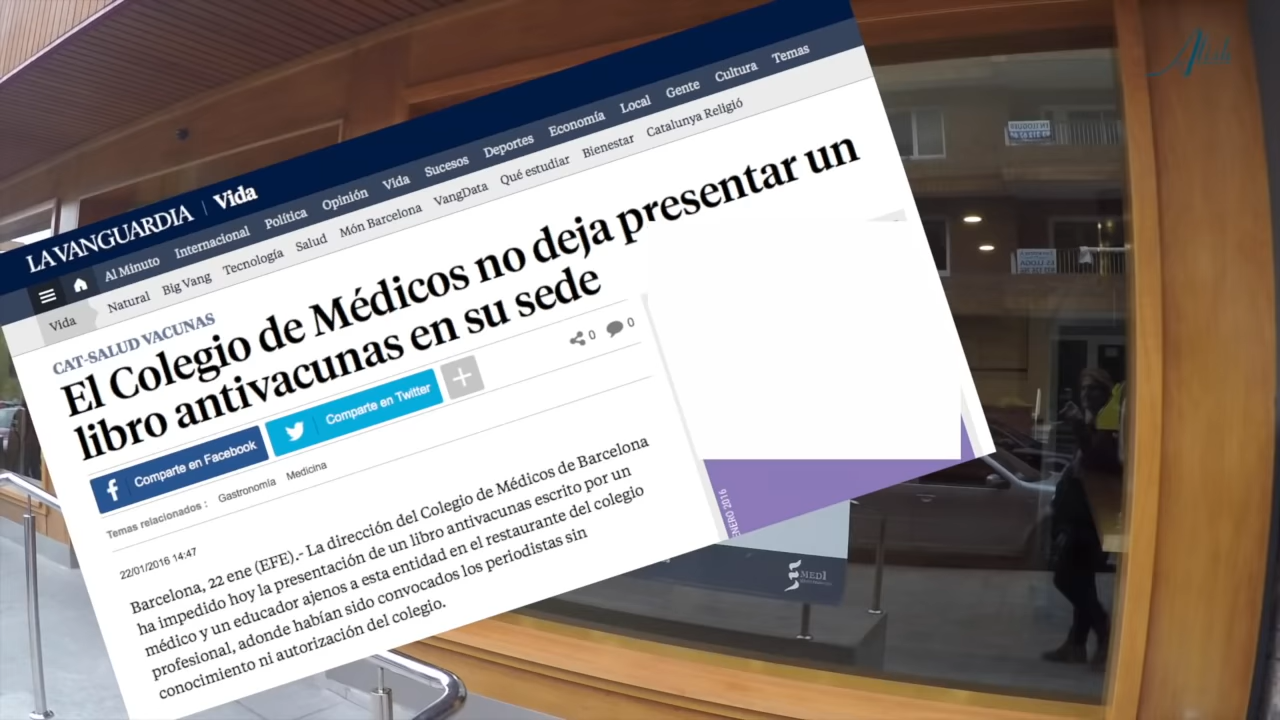 LA VANGUARDIA | Vida
Al Minuto Internacional Política Opinión Vida Sucesos Deportes Economía Local Gente Cultura Temas
Vida Natural Big Vang Tecnología Salud Món Barcelona VangData Qué estudiar Bienestar Catalunya Religió
CAT-SALUD VACUNAS
El Colegio de Médicos no deja presentar un
libro antivacunas en su sede
Comparte en Facebook Comparte en Twitter + 0 0
Temas relacionados : Gastronomía Medicina
22/01/2016 14:47
Barcelona, 22 ene (EFE).- La dirección del Colegio de Médicos de Barcelona
ha impedido hoy la presentación de un libro antivacunas escrito por un
médico y un educador ajenos a esta entidad en el restaurante del colegio
profesional, adonde habían sido convocados los periodistas sin
conocimiento ni autorización del colegio.
ENERO 2016
MEDI